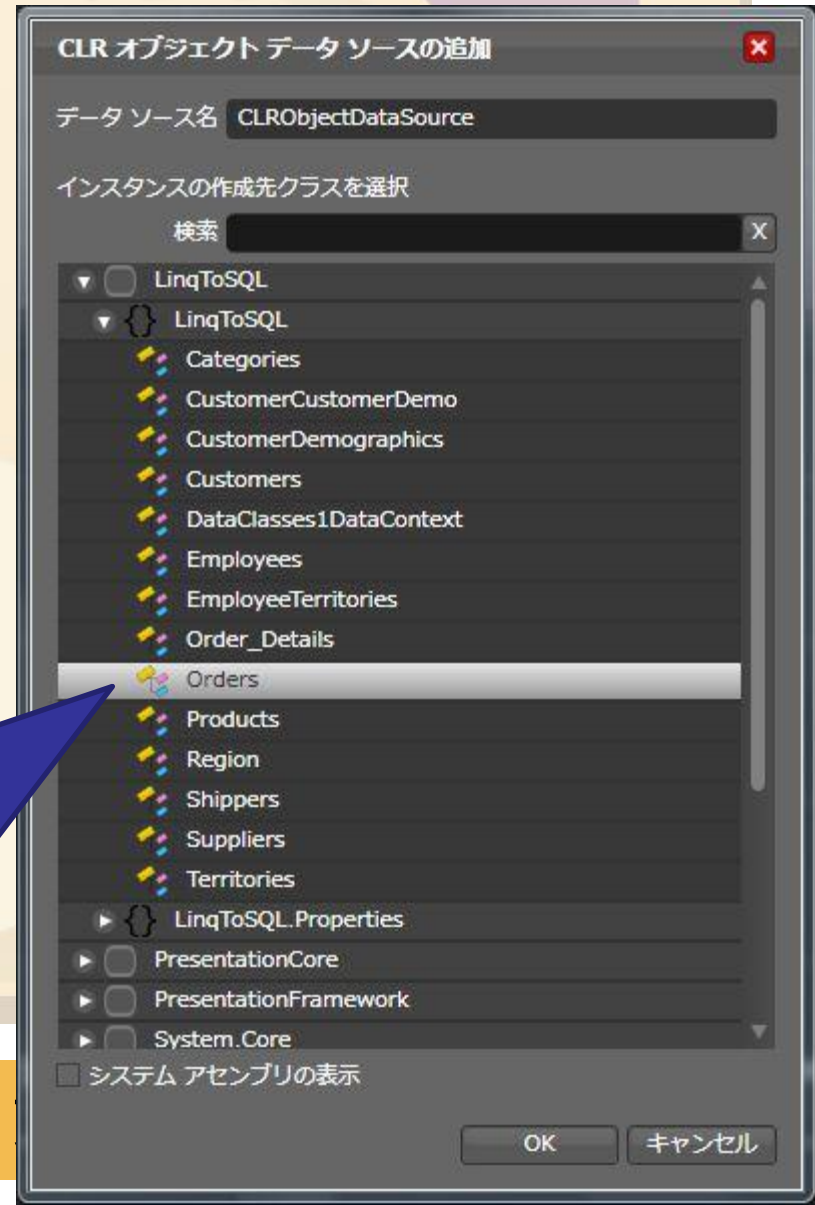 CLR オブジェクト データ ソースの追加
データ ソース名 CLRObjectDataSource
インスタンスの作成先クラスを選択
検索 X
LinqToSQL
{} LinqToSQL
Categories
CustomerCustomerDemo
CustomerDemographics
Customers
DataClasses1DataContext
Employees
EmployeeTerritories
Order_Details
Orders
Products
Region
Shippers
Suppliers
Territories
{} LinqToSQL.Properties
PresentationCore
PresentationFramework
System.Core
システム アセンブリの表示
OK キャンセル